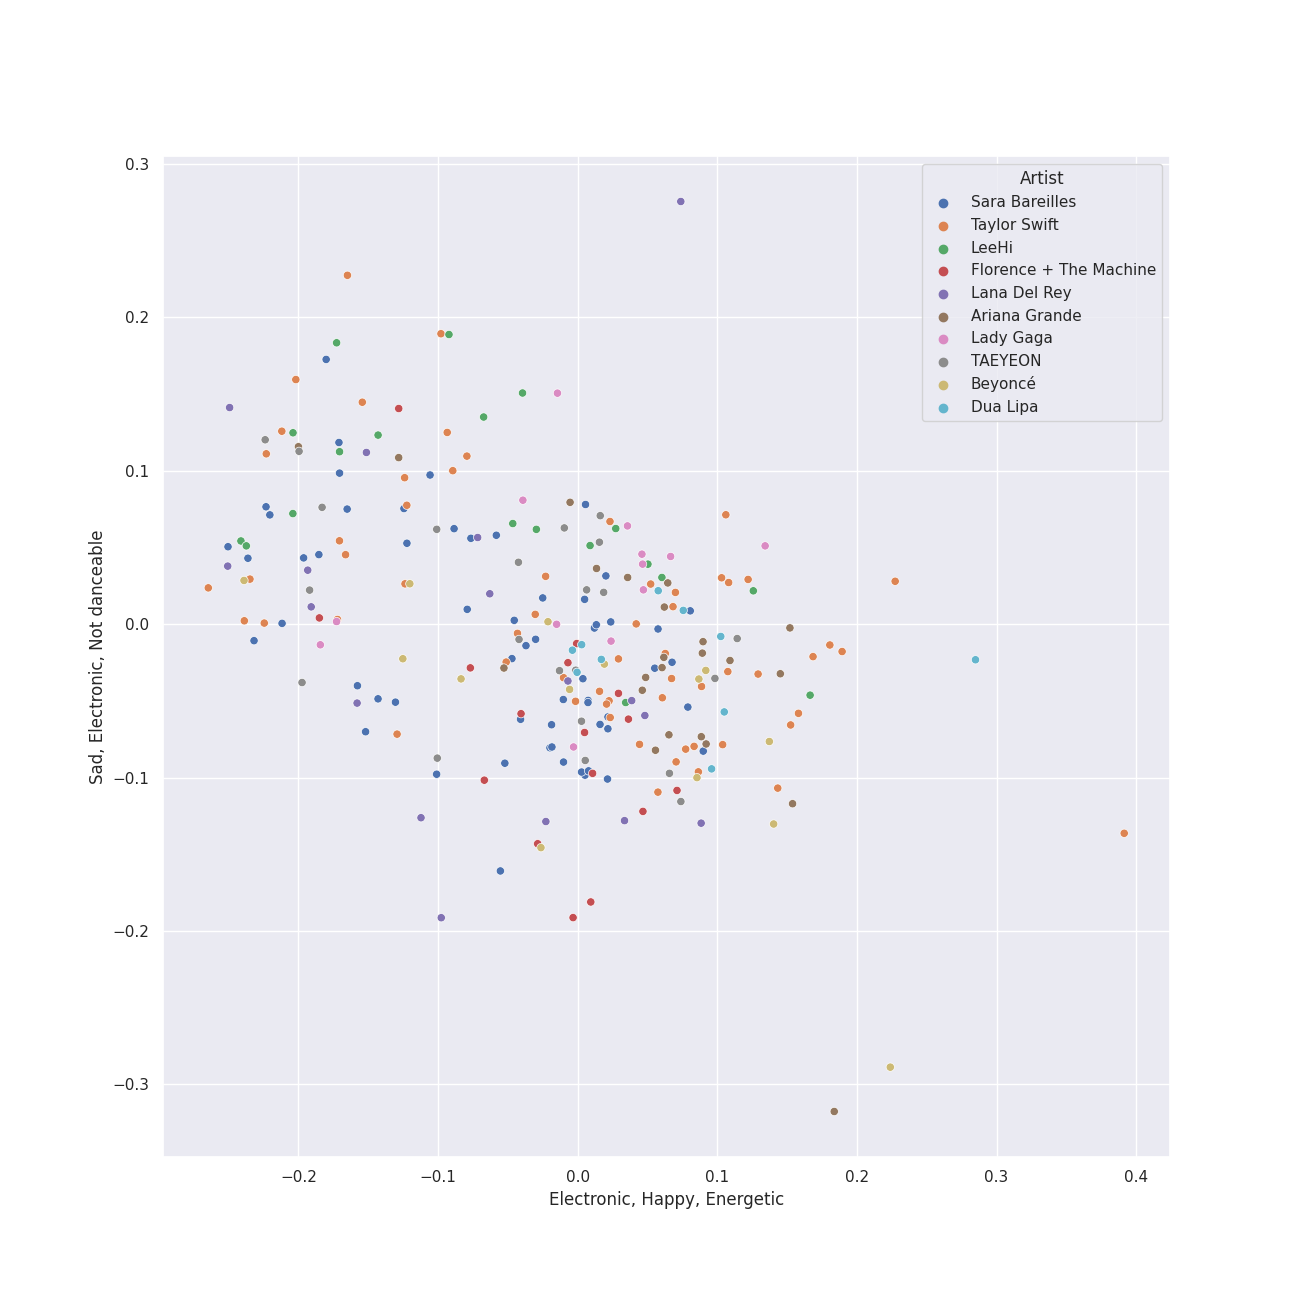 0.3
0.2
0.1
0.0
−0.1
−0.2
−0.3
Sad, Electronic, Not danceable
Artist
Sara Bareilles
Taylor Swift
LeeHi
Florence + The Machine
Lana Del Rey
Ariana Grande
Lady Gaga
TAEYEON
Beyoncé
Dua Lipa
−0.2 −0.1 0.0 0.1 0.2 0.3 0.4
Electronic, Happy, Energetic